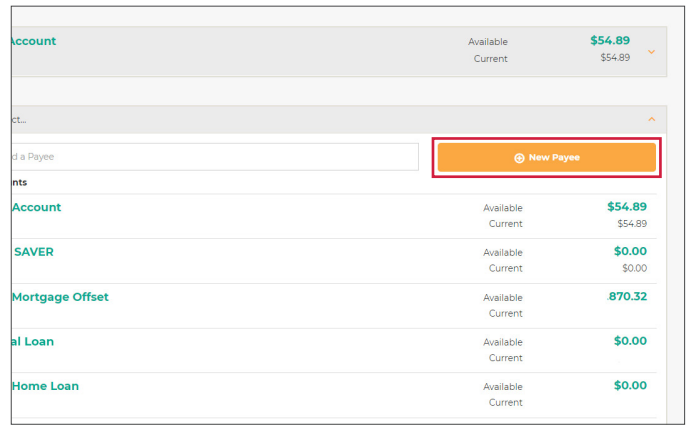 Account Available $54.89
Current $54.89
ct...
d a Payee New Payee
nts
Account Available $54.89
Current $54.89
SAVER Available $0.00
Current $0.00
Mortgage Offset Available .870.32
Current
al Loan Available $0.00
Current
Home Loan Available $0.00
Current